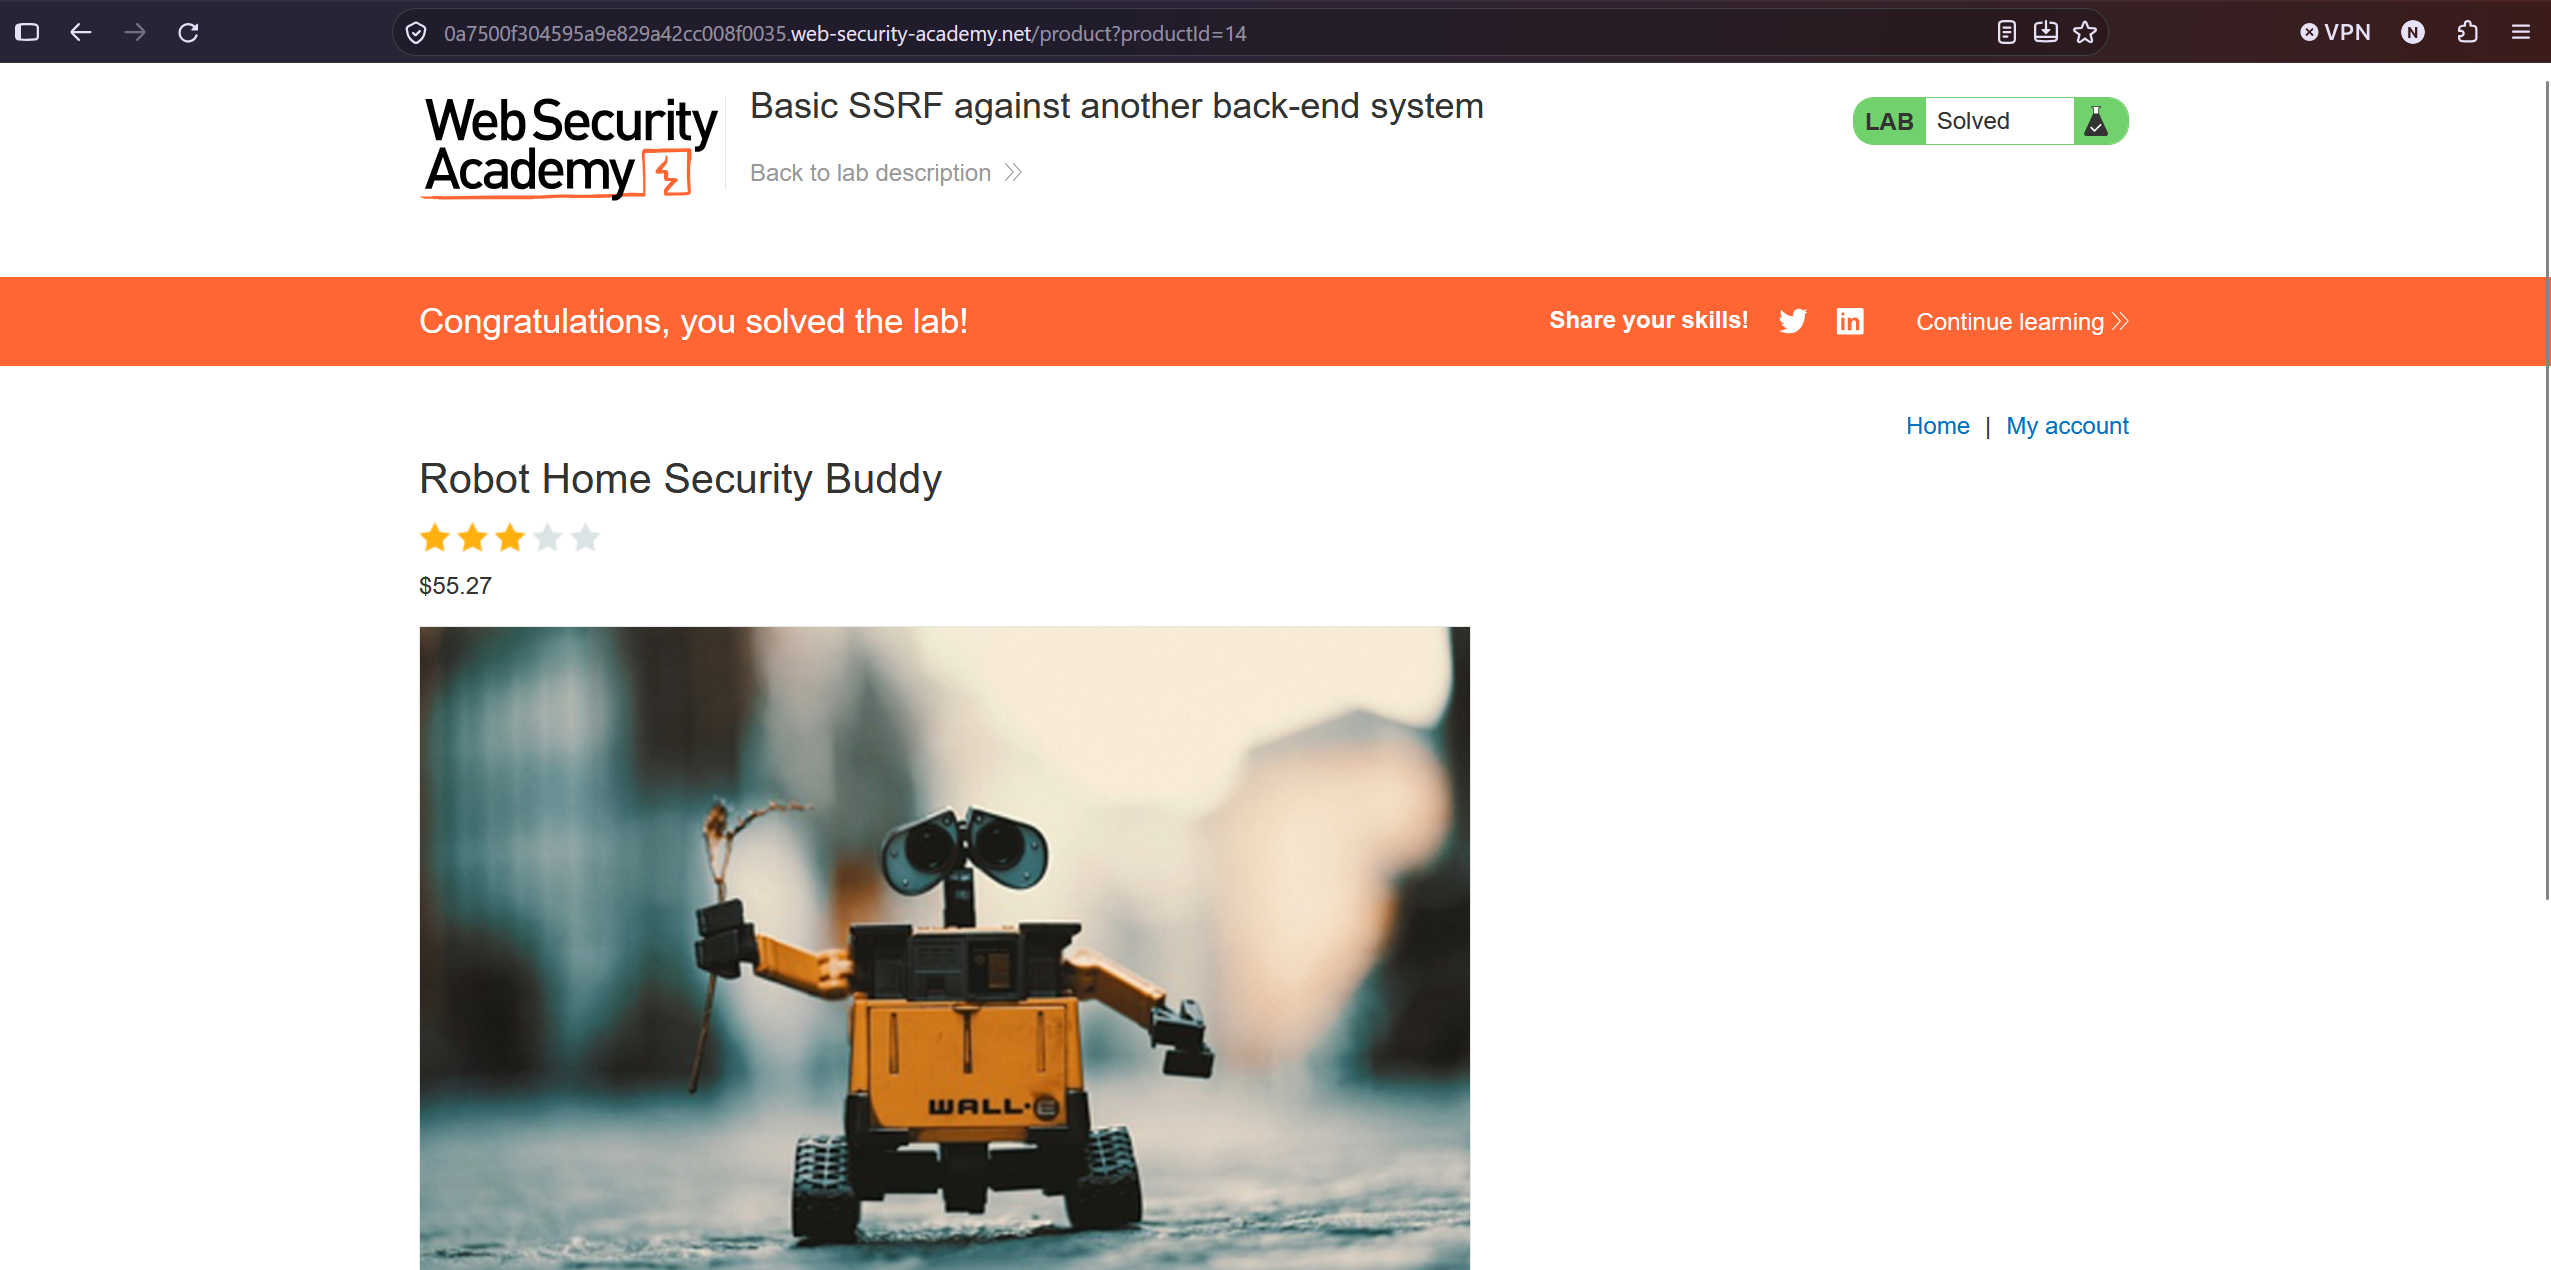 0a7500f304595a9e829a42cc008f0035.web-security-academy.net/product?productId=14
VPN
N
Web Security
Academy
Basic SSRF against another back-end system
Back to lab description
LAB
Solved
Congratulations, you solved the lab!
Share your skills!
Continue learning
Home | My account
Robot Home Security Buddy
$55.27
WALL·E